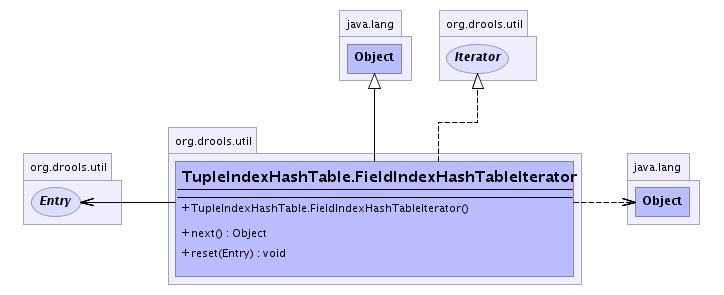 java.lang
Object
org.drools.util
Iterator
org.drools.util
TupleIndexHashTable.FieldIndexHashTableIterator
+ TupleIndexHashTable.FieldIndexHashTableIterator()
+ next() : Object
+ reset(Entry) : void
org.drools.util
Entry
java.lang
Object